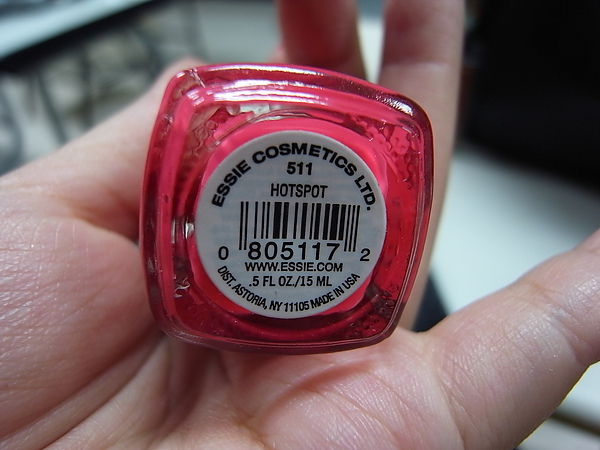 ESSIE COSMETICS LTD.
511
HOTSPOT
0 805117 2
WWW.ESSIE.COM
.5 FL OZ./15 ML
DIST. ASTORIA, NY 11105 MADE IN USA